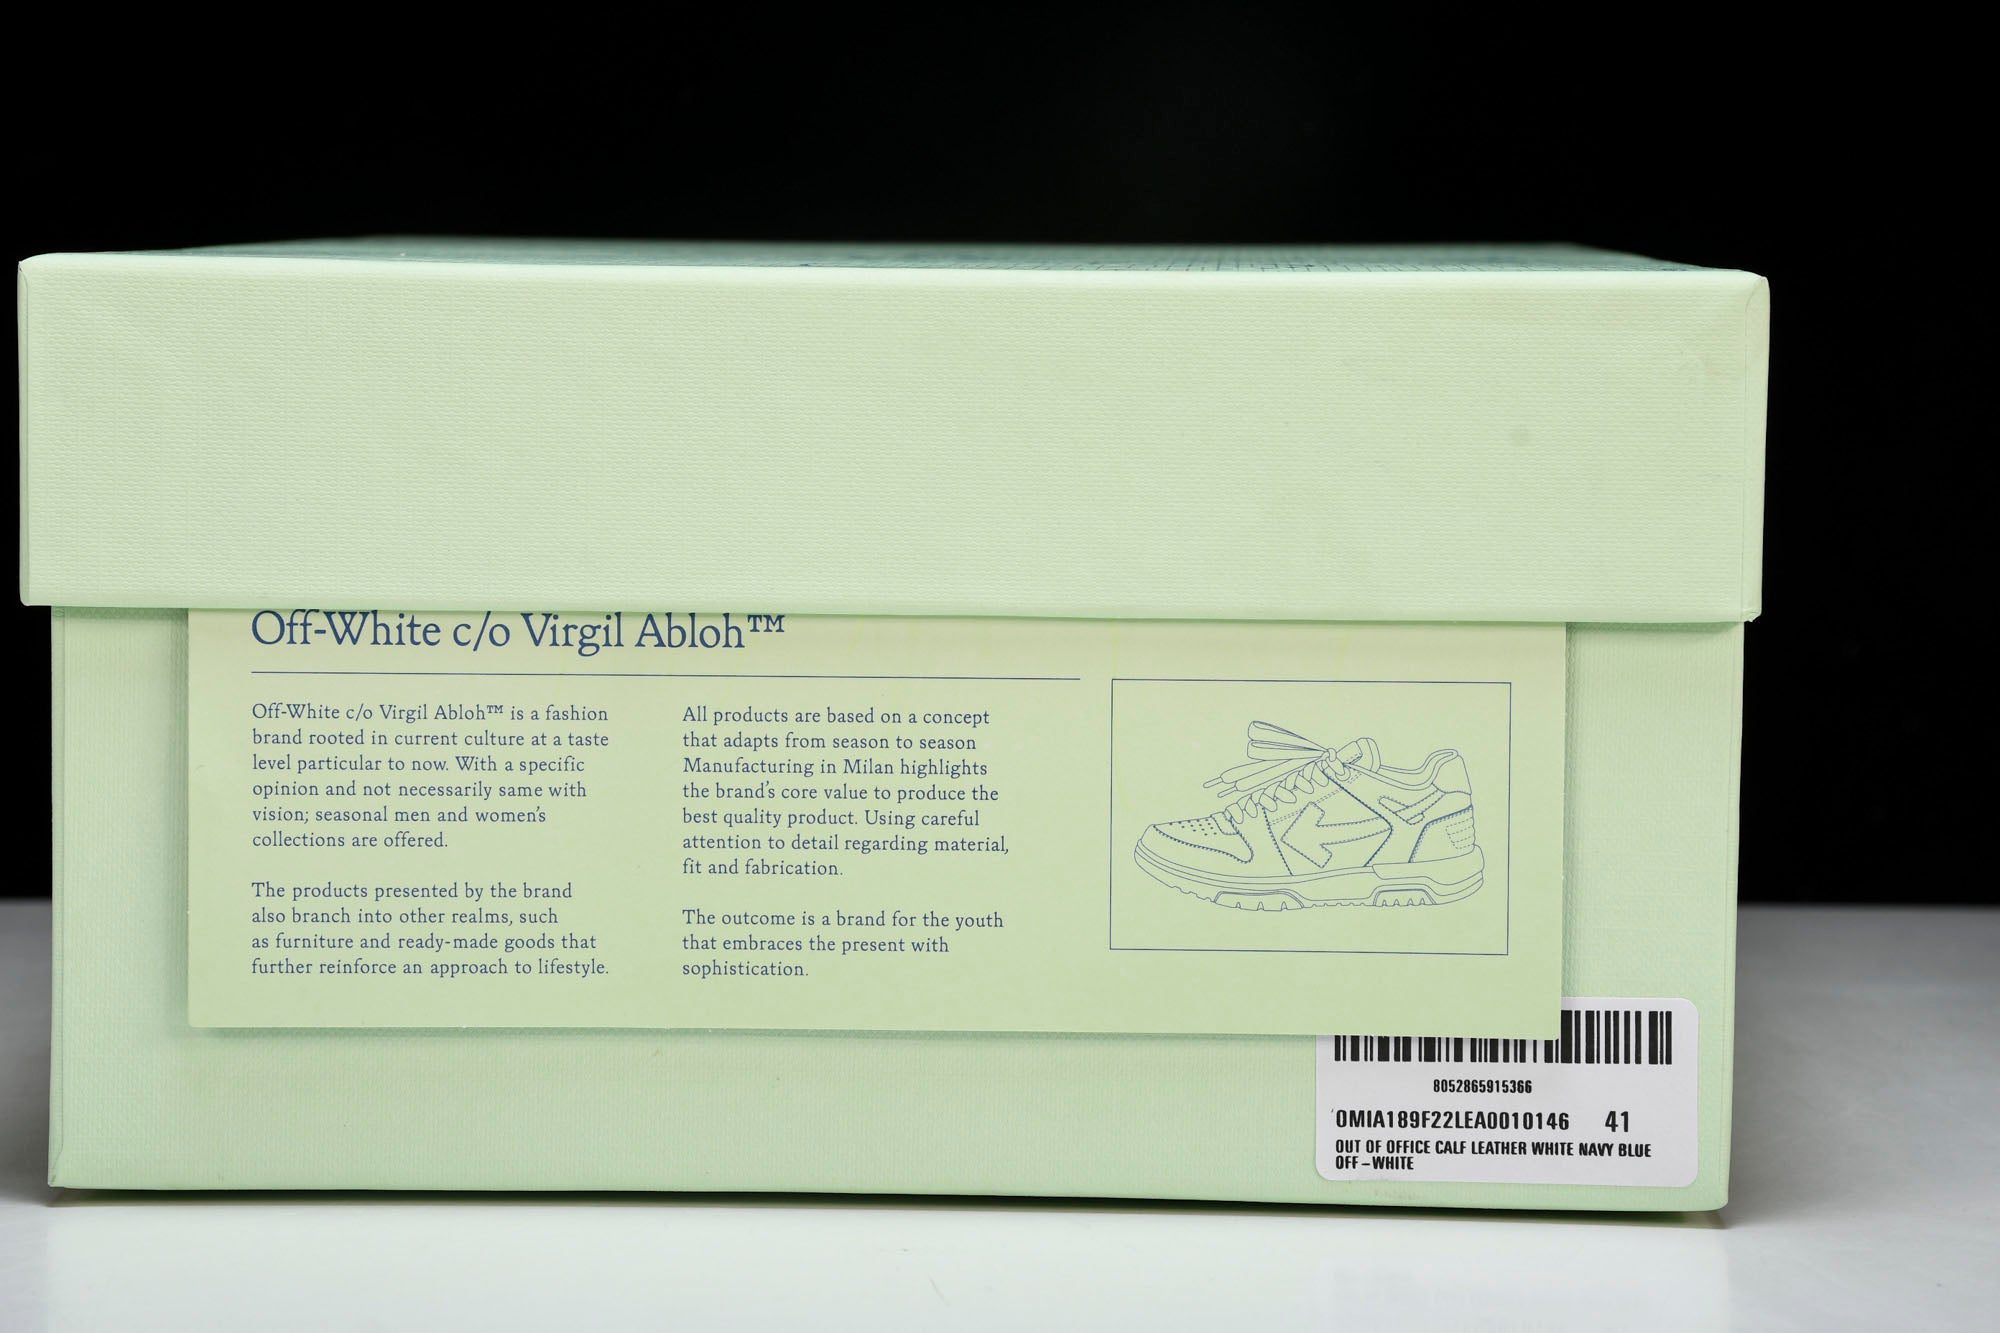 Off-White c/o Virgil Abloh™
Off-White c/o Virgil Abloh™ is a fashion
brand rooted in current culture at a taste
level particular to now. With a specific
opinion and not necessarily same with
vision; seasonal men and women's
collections are offered.
The products presented by the brand
also branch into other realms, such
as furniture and ready-made goods that
further reinforce an approach to lifestyle.
All products are based on a concept
that adapts from season to season
Manufacturing in Milan highlights
the brand's core value to produce the
best quality product. Using careful
attention to detail regarding material,
fit and fabrication.
The outcome is a brand for the youth
that embraces the present with
sophistication.
8052865915366
OMIA189F22LEA0010146 41
OUT OF OFFICE CALF LEATHER WHITE NAVY BLUE
OFF-WHITE